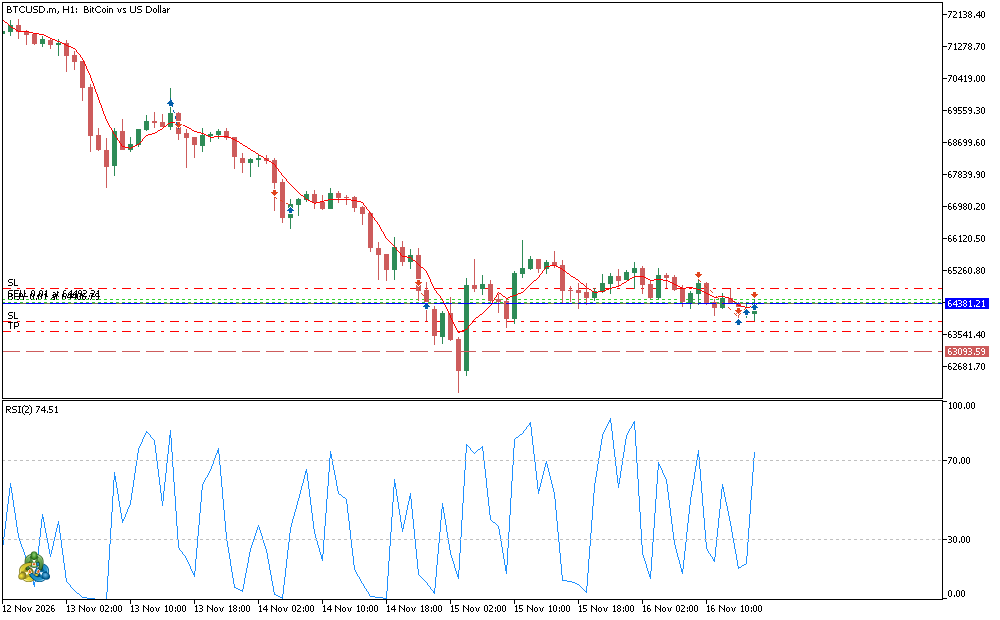 BTCUSD.m, H1: BitCoin vs US Dollar
72138.40
71278.70
70419.00
69559.30
68699.60
67839.90
66980.20
66120.50
65260.80
SL
64381.21
SL
TP
63541.40
63093.59
62681.70
RSI(2) 74.51
100.00
70.00
30.00
0.00
12 Nov 2026
13 Nov 02:00
13 Nov 10:00
13 Nov 18:00
14 Nov 02:00
14 Nov 10:00
14 Nov 18:00
15 Nov 02:00
15 Nov 10:00
15 Nov 18:00
16 Nov 02:00
16 Nov 10:00